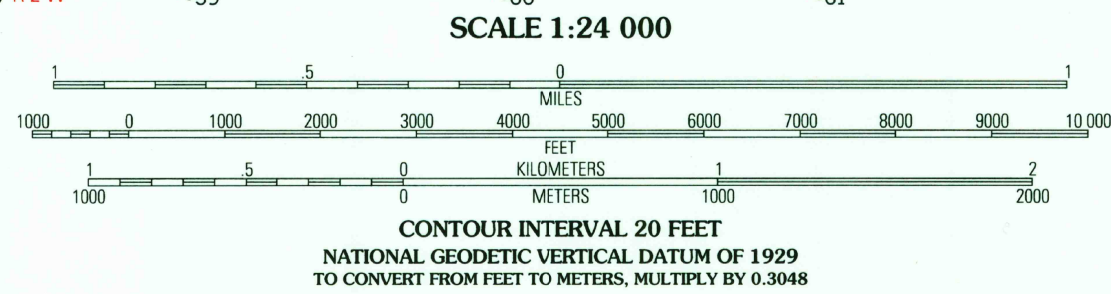 SCALE 1:24 000
1 .5 0 1
MILES
1000 0 1000 2000 3000 4000 5000 6000 7000 8000 9000 10 000
FEET
1 .5 0 KILOMETERS 1 2
1000 0 METERS 1000 2000
CONTOUR INTERVAL 20 FEET
NATIONAL GEODETIC VERTICAL DATUM OF 1929
TO CONVERT FROM FEET TO METERS, MULTIPLY BY 0.3048